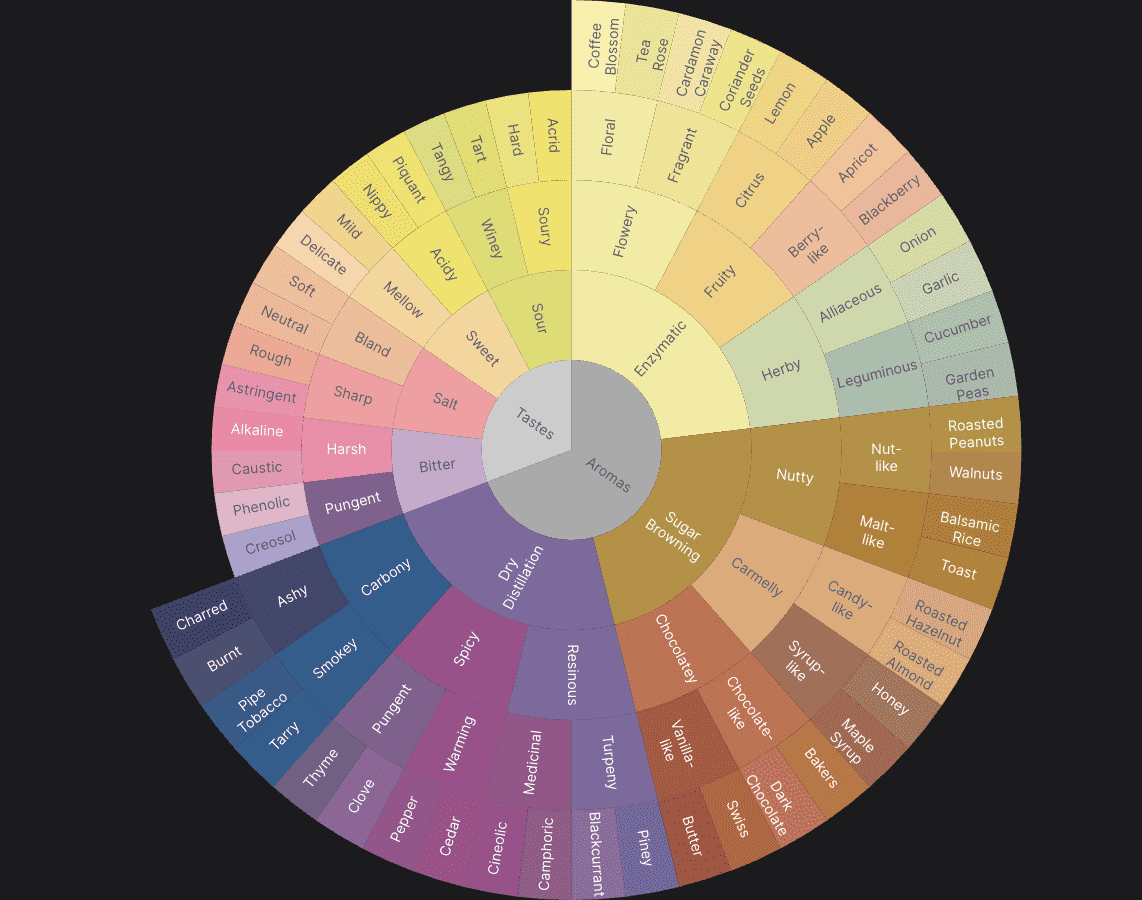 Tastes
Aromas
Sour
Sweet
Salt
Bitter
Enzymatic
Sugar
Browning
Dry
Distillation
Soury
Winey
Acidy
Mellow
Bland
Sharp
Harsh
Pungent
Flowery
Fruity
Herby
Nutty
Carmelly
Chocolatey
Resinous
Spicy
Carbony
Acrid
Hard
Tart
Tangy
Piquant
Nippy
Mild
Delicate
Soft
Neutral
Rough
Astringent
Alkaline
Caustic
Phenolic
Creosol
Floral
Fragrant
Citrus
Berry-
like
Alliaceous
Leguminous
Nut-
like
Malt-
like
Candy-
like
Syrup-
like
Chocolate-
like
Vanilla-
like
Turpeny
Medicinal
Warming
Pungent
Smokey
Ashy
Coffee
Blossom
Tea
Rose
Cardamon
Caraway
Coriander
Seeds
Lemon
Apple
Apricot
Blackberry
Onion
Garlic
Cucumber
Garden
Peas
Roasted
Peanuts
Walnuts
Balsamic
Rice
Toast
Roasted
Hazelnut
Roasted
Almond
Honey
Maple
Syrup
Bakers
Dark
Chocolate
Swiss
Butter
Piney
Blackcurrant
Camphoric
Cineolic
Cedar
Pepper
Clove
Thyme
Tarry
Pipe
Tobacco
Burnt
Charred